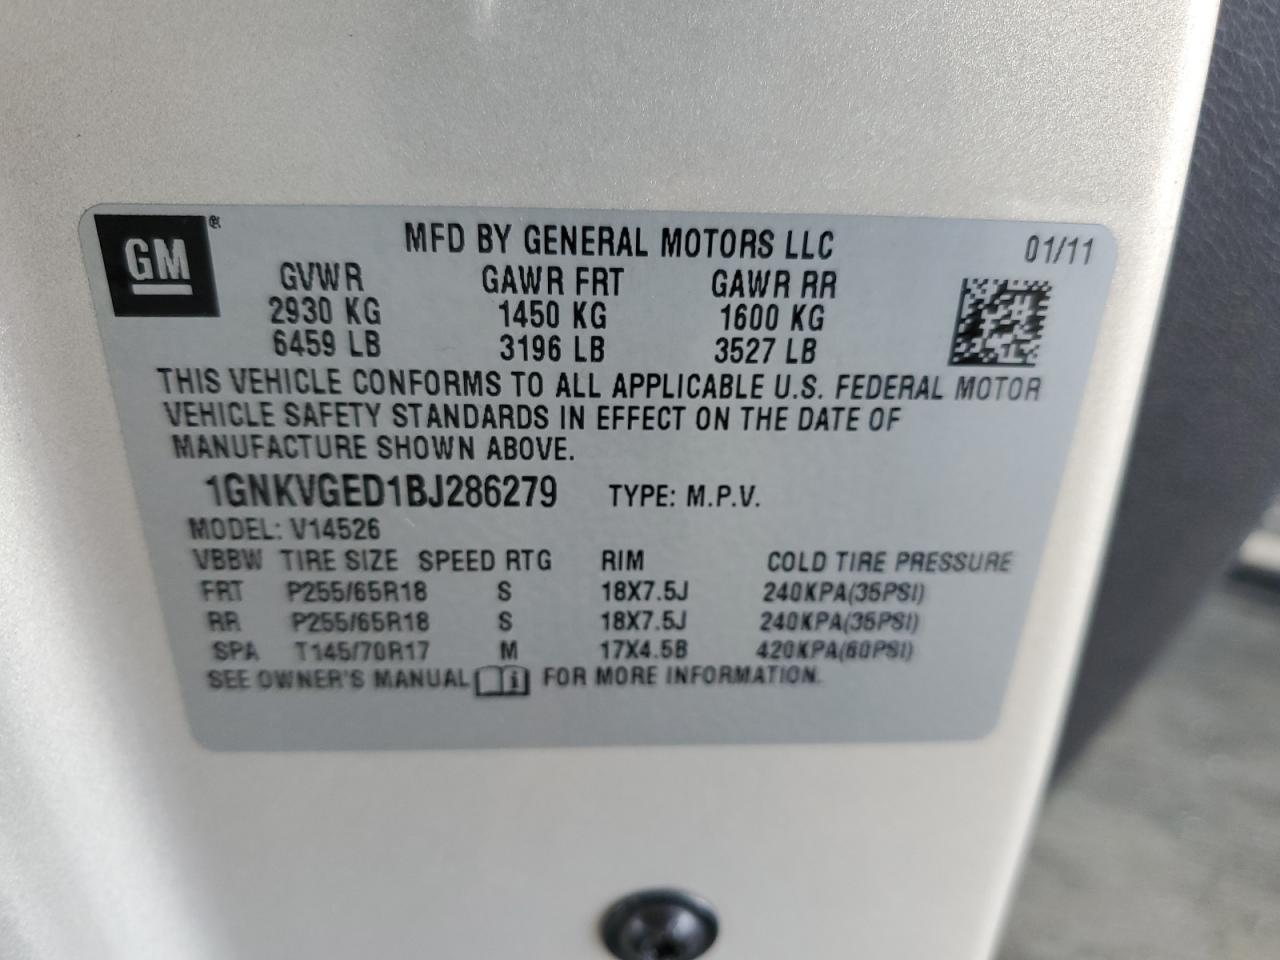 GM®
MFD BY GENERAL MOTORS LLC 01/11
GVWR GAWR FRT GAWR RR
2930 KG 1450 KG 1600 KG
6459 LB 3196 LB 3527 LB
THIS VEHICLE CONFORMS TO ALL APPLICABLE U.S. FEDERAL MOTOR
VEHICLE SAFETY STANDARDS IN EFFECT ON THE DATE OF
MANUFACTURE SHOWN ABOVE.
1GNKVGED1BJ286279 TYPE: M.P.V.
MODEL: V14526
VBBW TIRE SIZE SPEED RTG RIM COLD TIRE PRESSURE
FRT P255/65R18 S 18X7.5J 240KPA(35PSI)
RR P255/65R18 S 18X7.5J 240KPA(35PSI)
SPA T145/70R17 M 17X4.5B 420KPA(60PSI)
SEE OWNER'S MANUAL i FOR MORE INFORMATION.